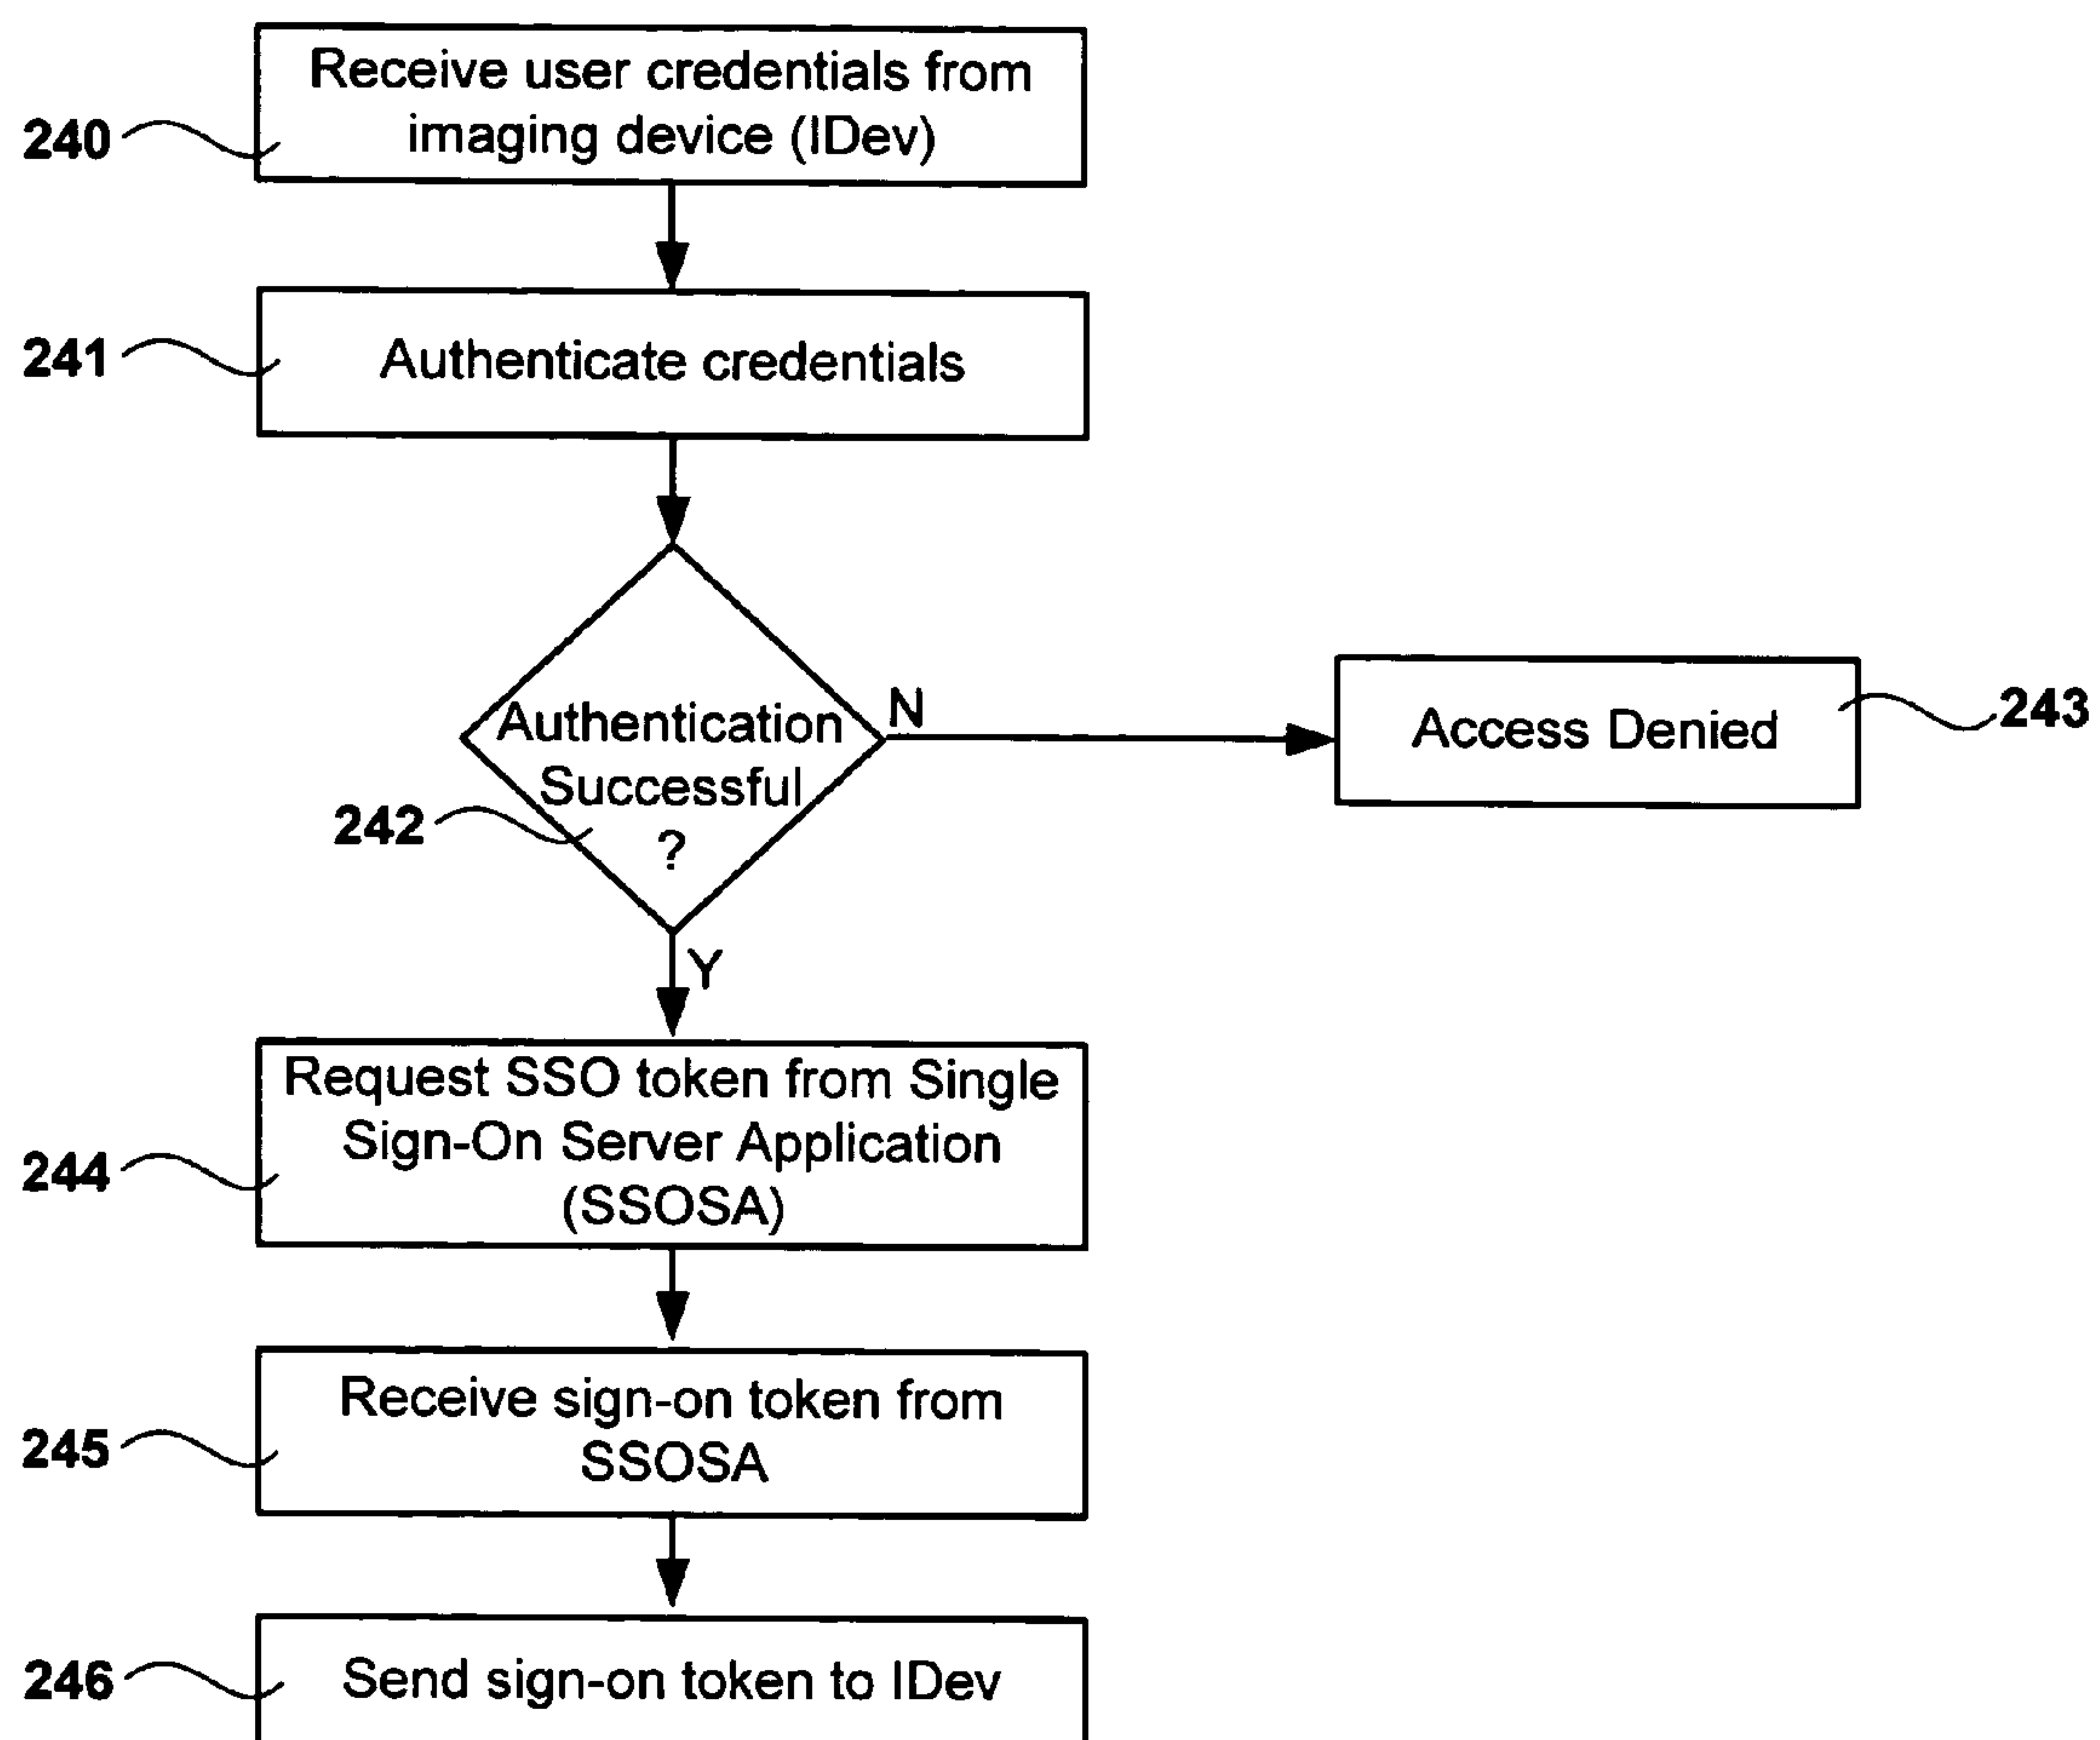 Receive user credentials from
imaging device (IDev)
240
Authenticate credentials
241
Authentication
Successful
?
242
N
Access Denied
243
Y
Request SSO token from Single
Sign-On Server Application
(SSOSA)
244
Receive sign-on token from
SSOSA
245
Send sign-on token to IDev
246